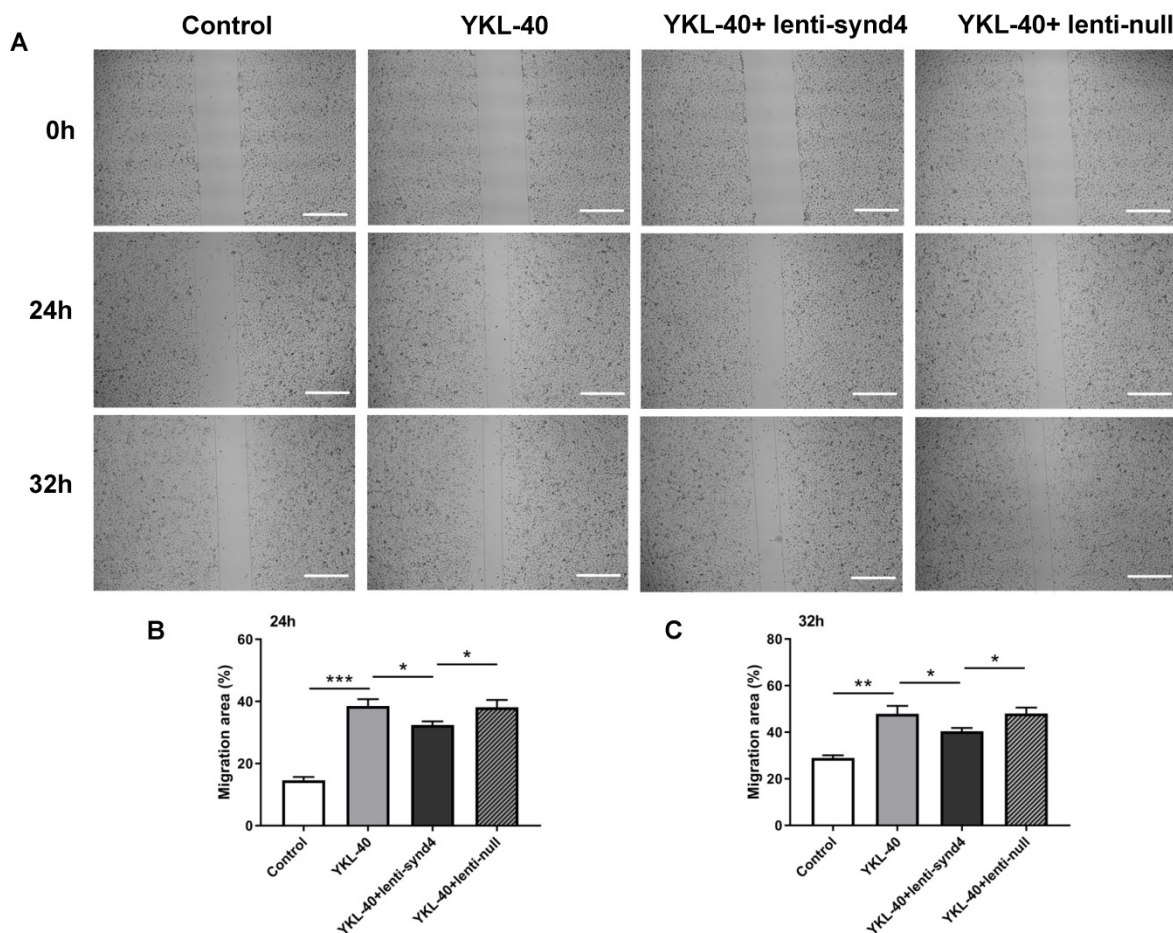 A
Control
YKL-40
YKL-40+ lenti-synd4
YKL-40+ lenti-null
0h
24h
32h
B
24h
Migration area (%)
60
40
20
0
***
*
*
Control
YKL-40
YKL-40+lenti-synd4
YKL-40+lenti-null
C
32h
Migration area (%)
80
60
40
20
0
**
*
*
Control
YKL-40
YKL-40+lenti-synd4
YKL-40+lenti-null